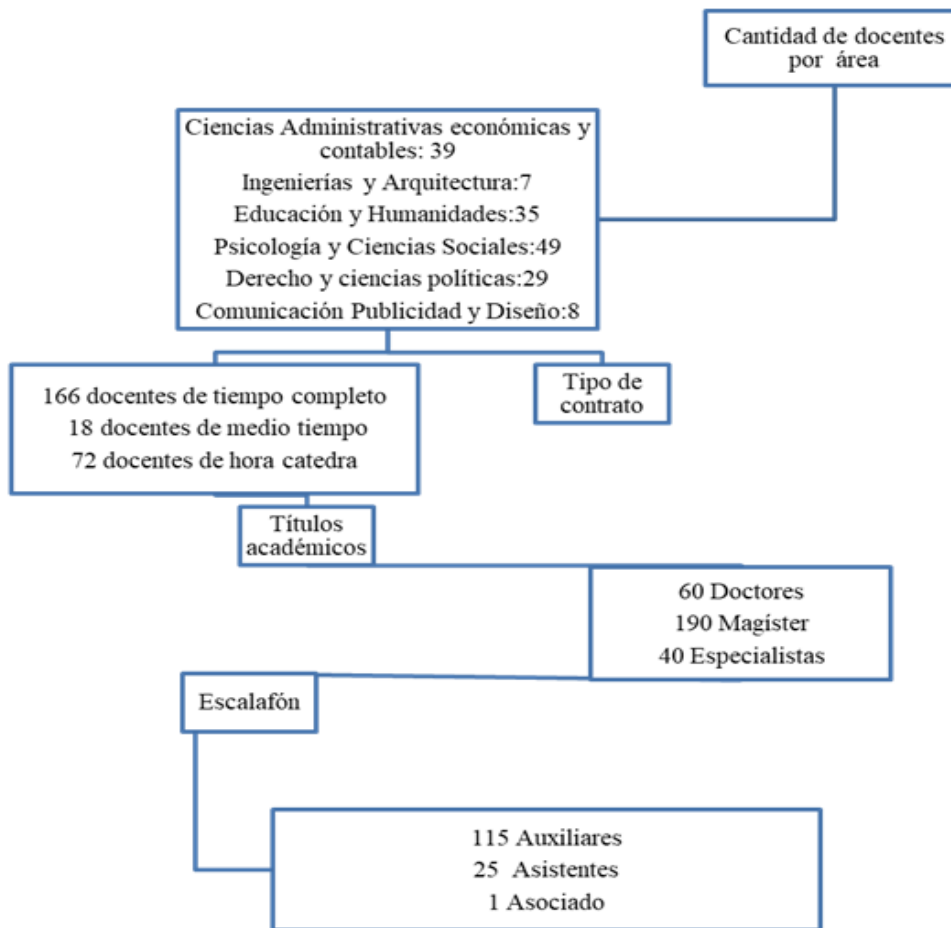 Cantidad de docentes
por área
Ciencias Administrativas económicas y
contables: 39
Ingenierías y Arquitectura:7
Educación y Humanidades:35
Psicología y Ciencias Sociales:49
Derecho y ciencias políticas:29
Comunicación Publicidad y Diseño:8
166 docentes de tiempo completo
18 docentes de medio tiempo
72 docentes de hora catedra
Tipo de
contrato
Títulos
académicos
60 Doctores
190 Magíster
40 Especialistas
Escalafón
115 Auxiliares
25 Asistentes
1 Asociado